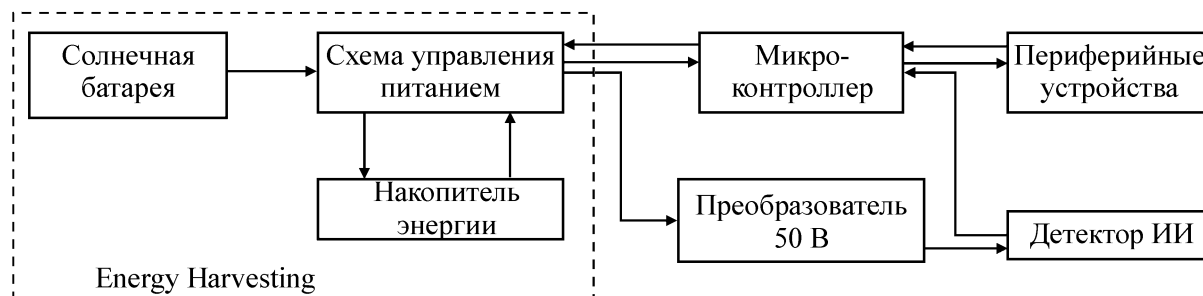 Солнечная
батарея
Схема управления
питанием
Микро-
контроллер
Периферийные
устройства
Накопитель
энергии
Преобразователь
50 В
Детектор ИИ
Energy Harvesting